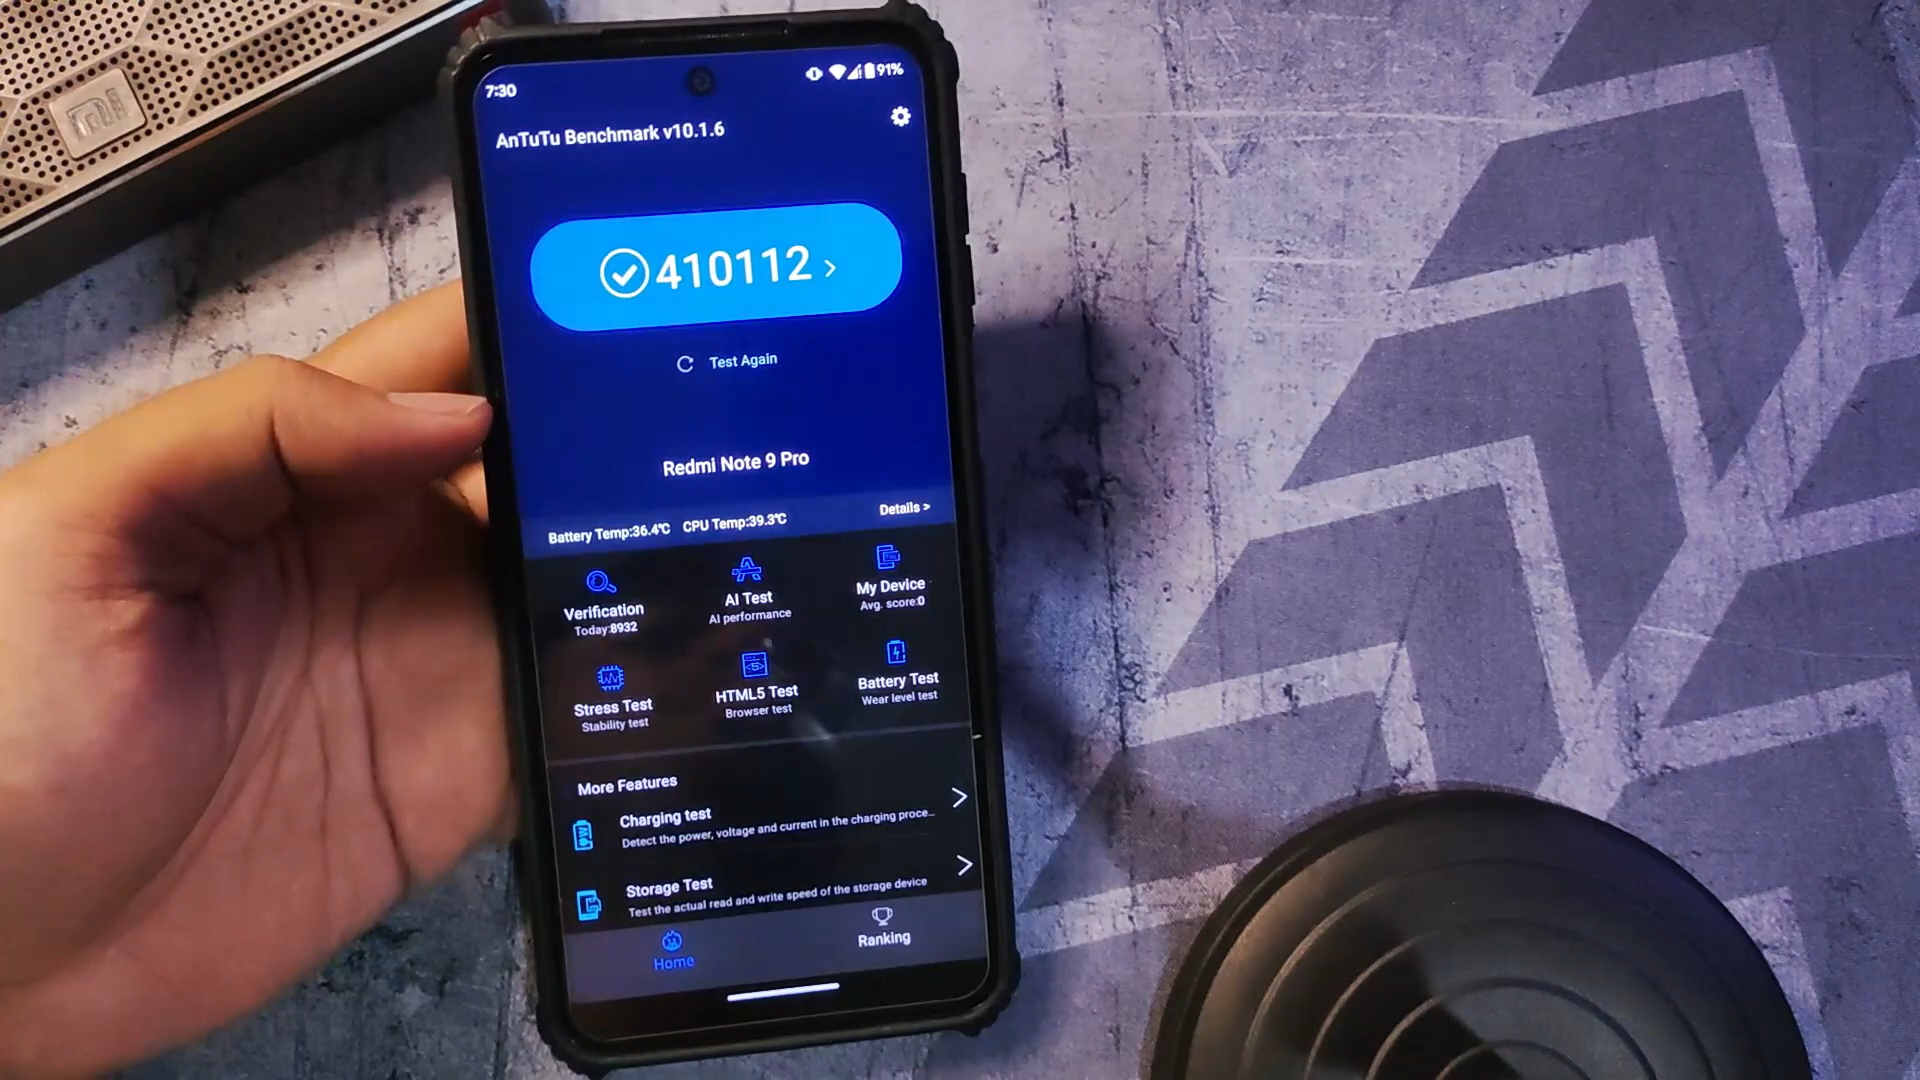 7:30
91%
AnTuTu Benchmark v10.1.6
410112
Test Again
Redmi Note 9 Pro
Battery Temp:36.4℃ CPU Temp:39.3℃ Details >
Verification
Today:8932
AI Test
AI performance
My Device
Avg. score:0
Stress Test
Stability test
HTML5 Test
Browser test
Battery Test
Wear level test
More Features
Charging test
Detect the power, voltage and current in the charging proce...
Storage Test
Test the actual read and write speed of the storage device
Home
Ranking